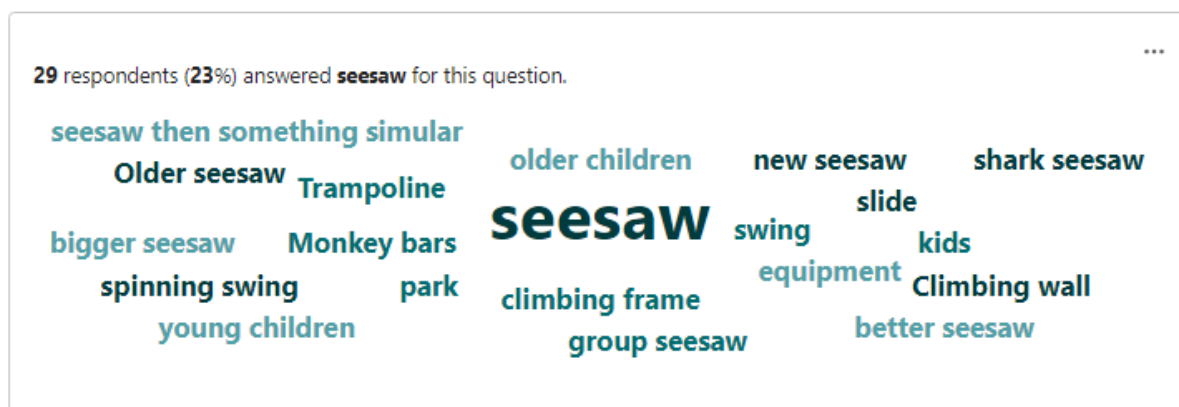 ...
29 respondents (23%) answered seesaw for this question.
seesaw then something simular
older children
new seesaw
shark seesaw
Older seesaw
Trampoline
slide
seesaw
swing
bigger seesaw
Monkey bars
kids
equipment
spinning swing
park
climbing frame
Climbing wall
young children
group seesaw
better seesaw